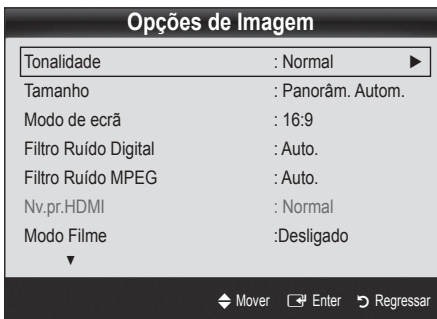 Opções de Imagem
Tonalidade : Normal ►
Tamanho : Panorâm. Autom.
Modo de ecrã : 16:9
Filtro Ruído Digital : Auto.
Filtro Ruído MPEG : Auto.
Nv.pr.HDMI : Normal
Modo Filme :Desligado
▼
Mover Enter Regressar